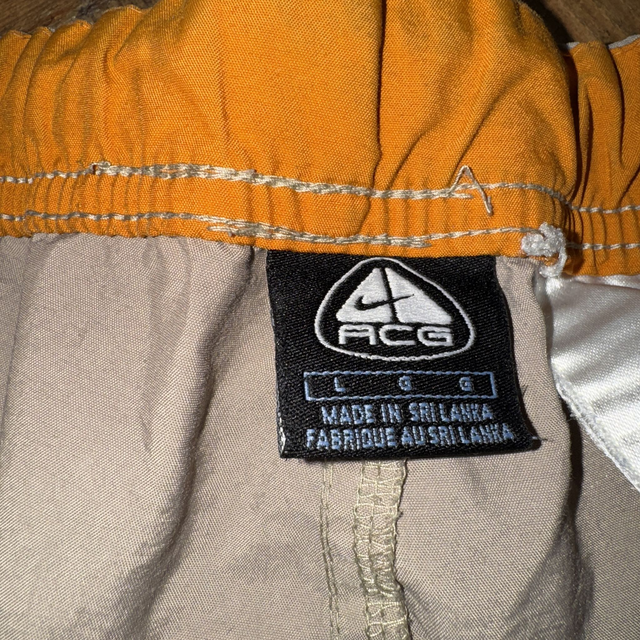 ACG
L G G
MADE IN SRI LANKA
FABRIQUE AU SRI LANKA